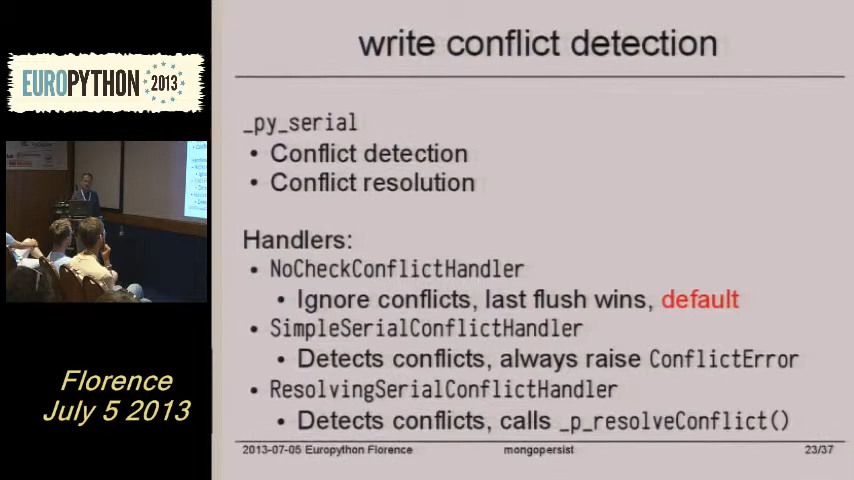 EUROPYTHON 2013
Florence
July 5 2013
write conflict detection
_py_serial
• Conflict detection
• Conflict resolution
Handlers:
• NoCheckConflictHandler
• Ignore conflicts, last flush wins, default
• SimpleSerialConflictHandler
• Detects conflicts, always raise ConflictError
• ResolvingSerialConflictHandler
• Detects conflicts, calls _p_resolveConflict()
2013-07-05 Europython Florence
mongopersist
23/37